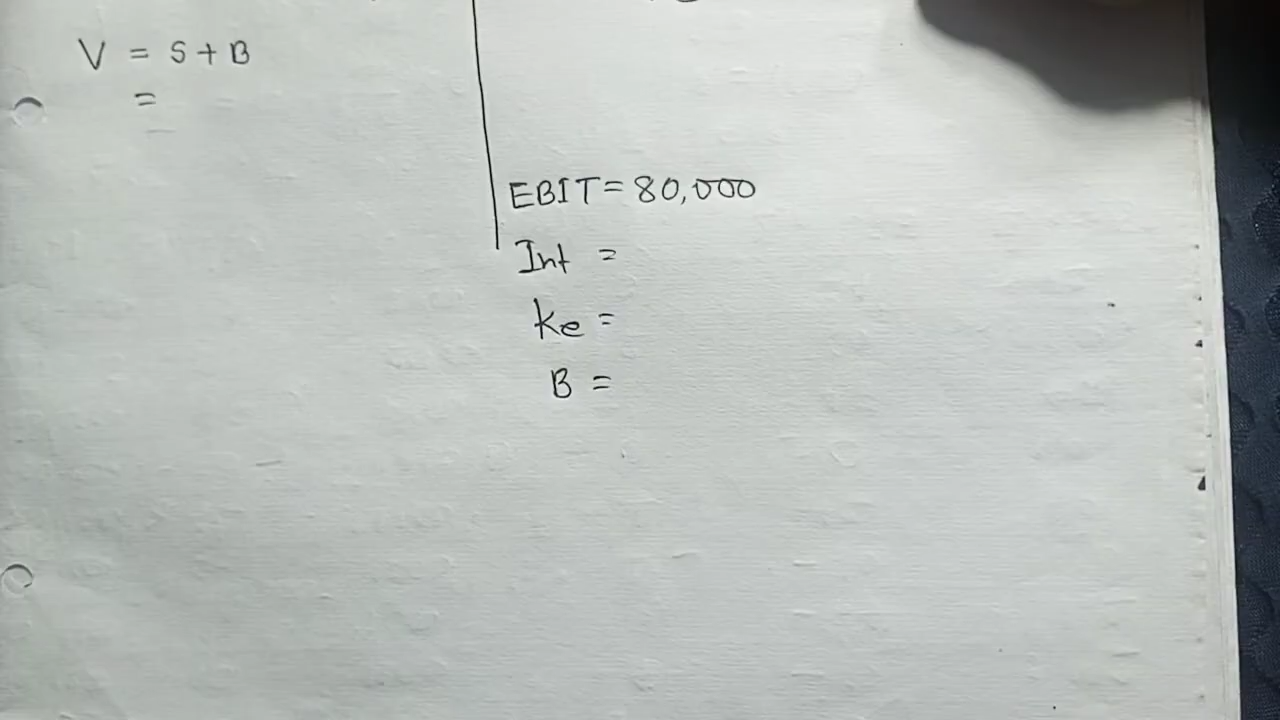 V = S + B
=
EBIT = 80,000
Int =
Ke =
B =